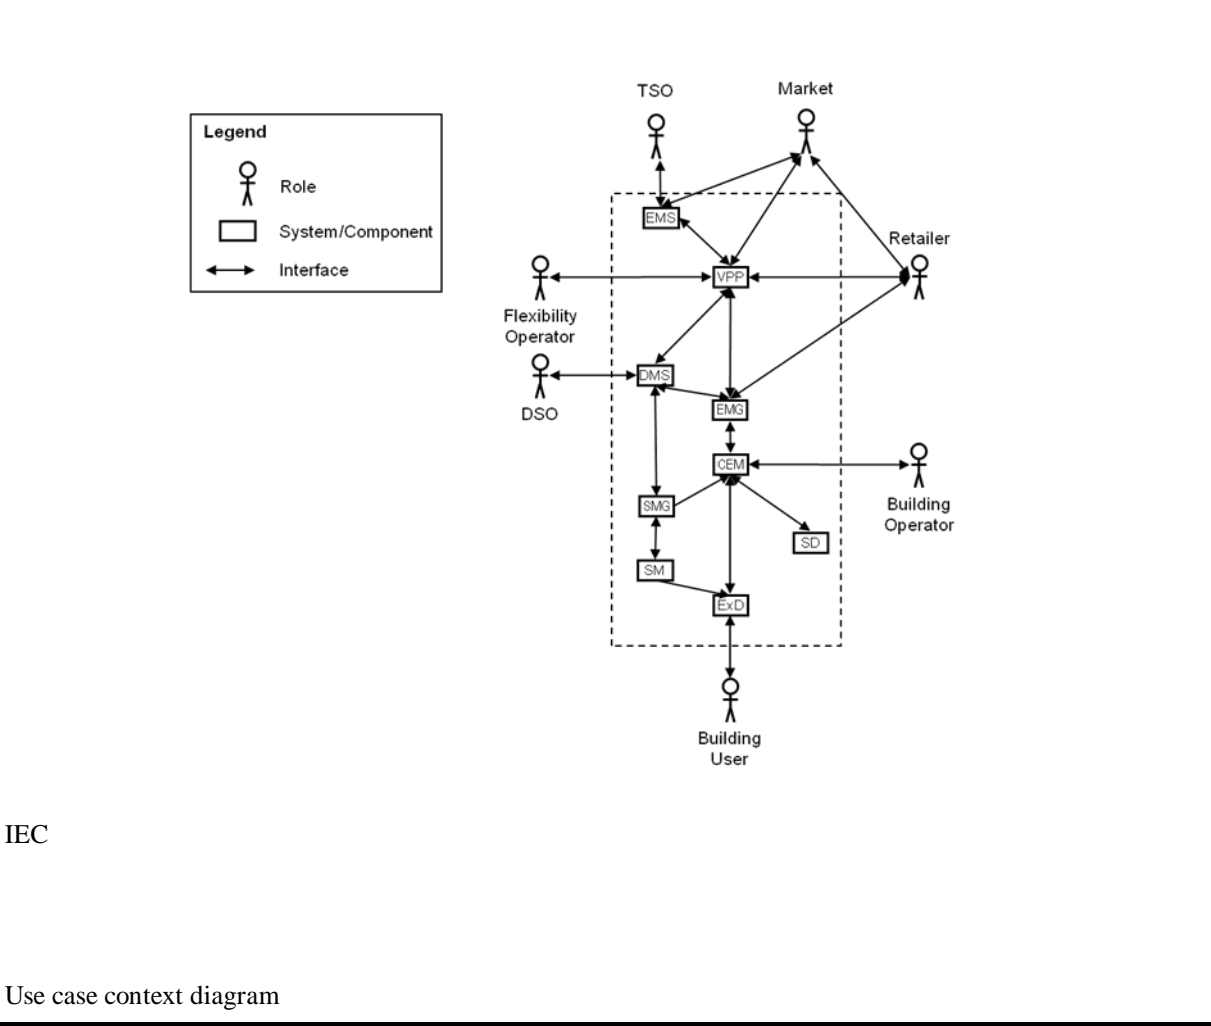 TSO
Market
Legend
Role
System/Component
Interface
EMS
Retailer
VPP
Flexibility
Operator
DMS
DSO
EMG
CEM
SMG
Building
Operator
SD
SM
ExD
Building
User
IEC
Use case context diagram